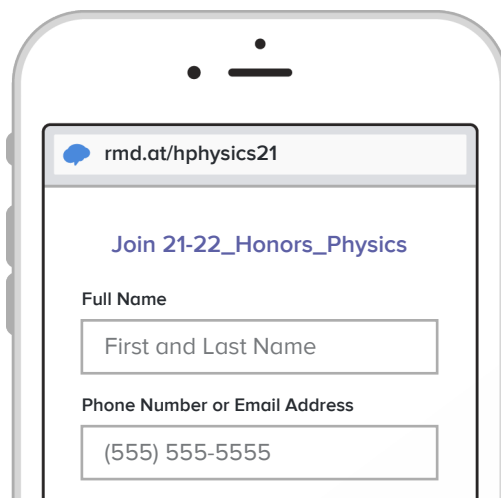 rmd.at/hphysics21
Join 21-22_Honors_Physics
Full Name
First and Last Name
Phone Number or Email Address
(555) 555-5555